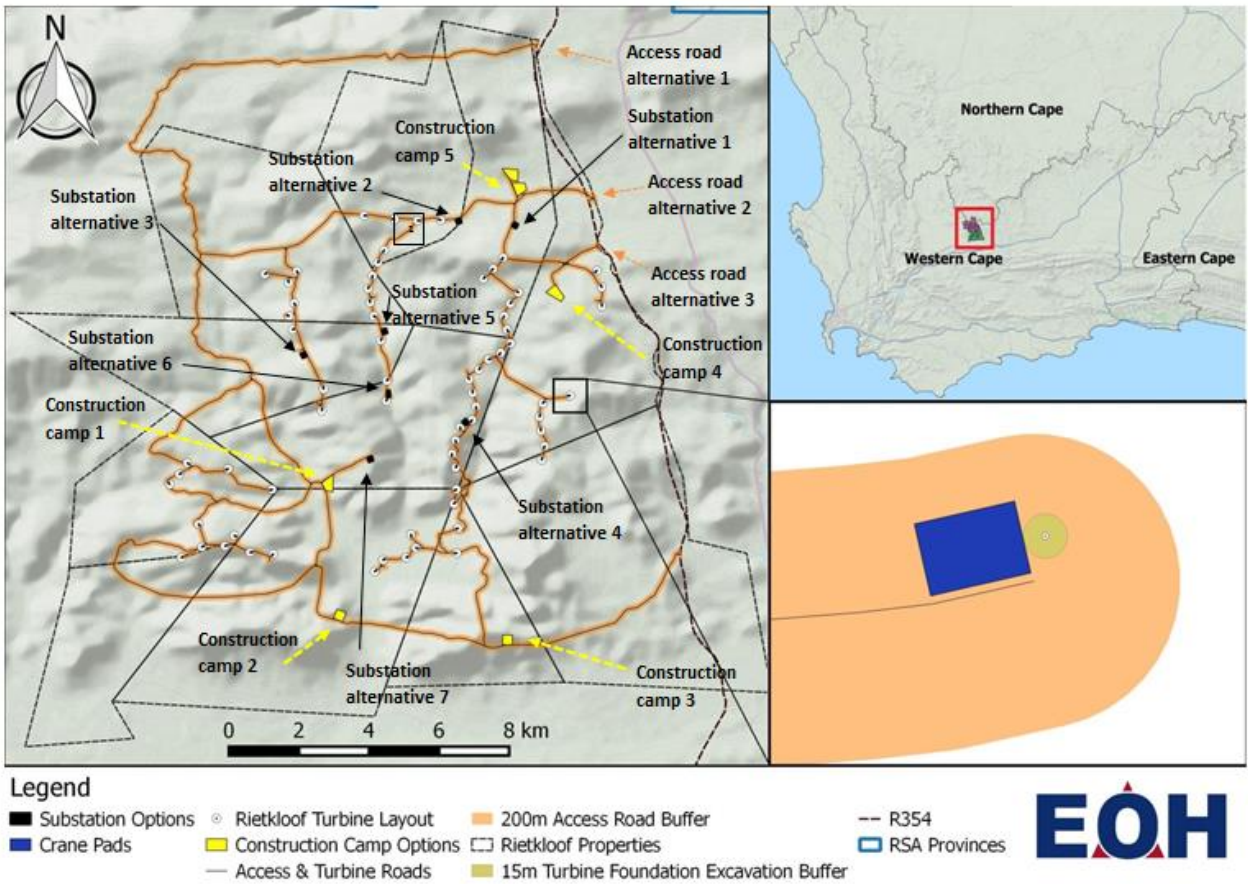 N
Access road
alternative 1
Construction
camp 5
Substation
alternative 1
Substation
alternative 2
Substation
alternative 3
Access road
alternative 2
Access road
alternative 3
Substation
alternative 5
Substation
alternative 6
Construction
camp 4
Construction
camp 1
Substation
alternative 4
Construction
camp 2
Substation
alternative 7
Construction
camp 3
0 4 8 km
Northern Cape
Western Cape
Eastern Cape
Legend
Substation Options
Rietkloof Turbine Layout
200m Access Road Buffer
R354
Crane Pads
Construction Camp Options
Rietkloof Properties
RSA Provinces
Access & Turbine Roads
15m Turbine Foundation Excavation Buffer
EOH